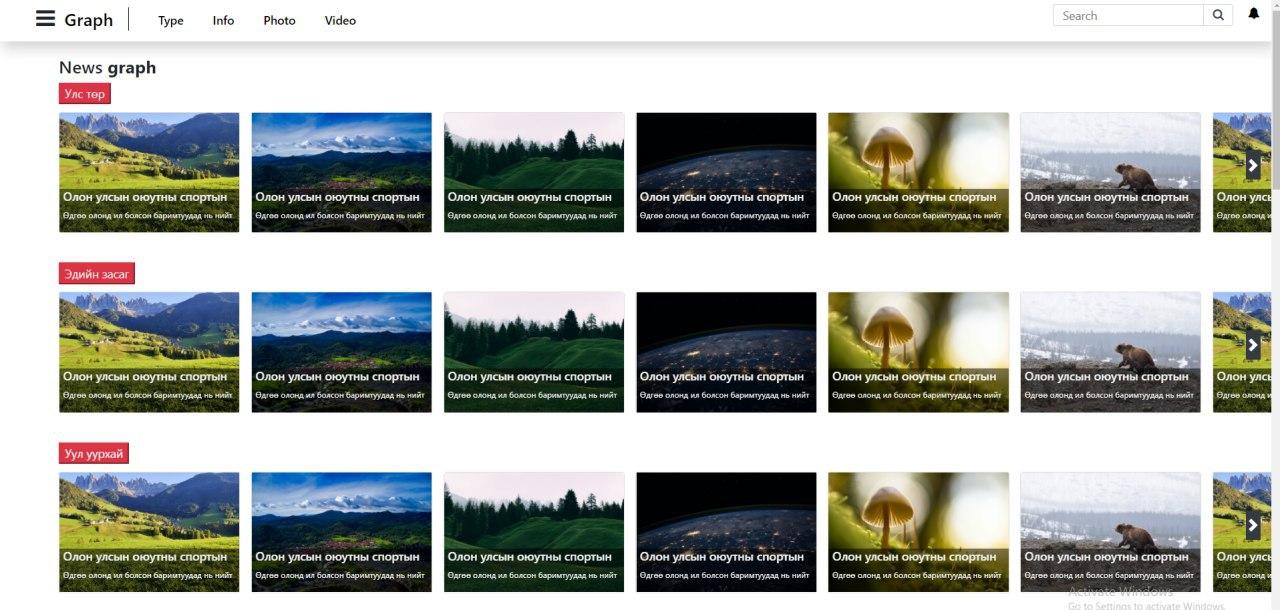 Graph Type Info Photo Video Search
News graph
Улс төр
Олон улсын оюутны спортын Олон улсын оюутны спортын Олон улсын оюутны спортын Олон улсын оюутны спортын Олон улсын оюутны спортын Олон улсын оюутны спортын Олон улс
Өдгөө олонд ил болсон баримтуудад нь нийт Өдгөө олонд ил болсон баримтуудад нь нийт Өдгөө олонд ил болсон баримтуудад нь нийт Өдгөө олонд ил болсон баримтуудад нь нийт Өдгөө олонд ил болсон баримтуудад нь нийт Өдгөө олонд ил болсон баримтуудад нь нийт Өдгөө олонд
Эдийн засаг
Олон улсын оюутны спортын Олон улсын оюутны спортын Олон улсын оюутны спортын Олон улсын оюутны спортын Олон улсын оюутны спортын Олон улсын оюутны спортын Олон улс
Өдгөө олонд ил болсон баримтуудад нь нийт Өдгөө олонд ил болсон баримтуудад нь нийт Өдгөө олонд ил болсон баримтуудад нь нийт Өдгөө олонд ил болсон баримтуудад нь нийт Өдгөө олонд ил болсон баримтуудад нь нийт Өдгөө олонд ил болсон баримтуудад нь нийт Өдгөө олонд
Уул уурхай
Олон улсын оюутны спортын Олон улсын оюутны спортын Олон улсын оюутны спортын Олон улсын оюутны спортын Олон улсын оюутны спортын Олон улсын оюутны спортын Олон улс
Өдгөө олонд ил болсон баримтуудад нь нийт Өдгөө олонд ил болсон баримтуудад нь нийт Өдгөө олонд ил болсон баримтуудад нь нийт Өдгөө олонд ил болсон баримтуудад нь нийт Өдгөө олонд ил болсон баримтуудад нь нийт Өдгөө олонд ил болсон баримтуудад нь нийт Өдгөө олонд
Activate Windows
Go to Settings to activate Windows.